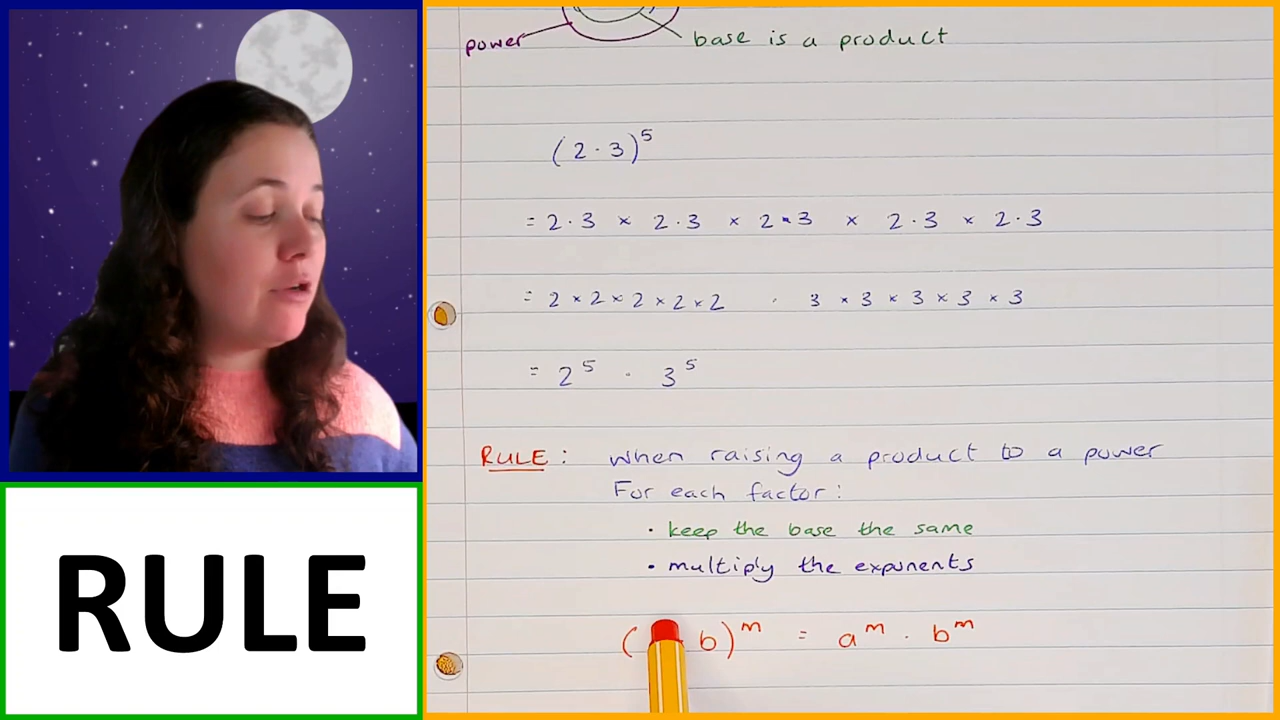 power
base is a product
(2 · 3)⁵
= 2 · 3 × 2 · 3 × 2 · 3 × 2 · 3 × 2 · 3
= 2 × 2 × 2 × 2 × 2 · 3 × 3 × 3 × 3 × 3
= 2⁵ · 3⁵
RULE: when raising a product to a power
For each factor:
· keep the base the same
· multiply the exponents
( b)ᵐ = aᵐ · bᵐ
RULE